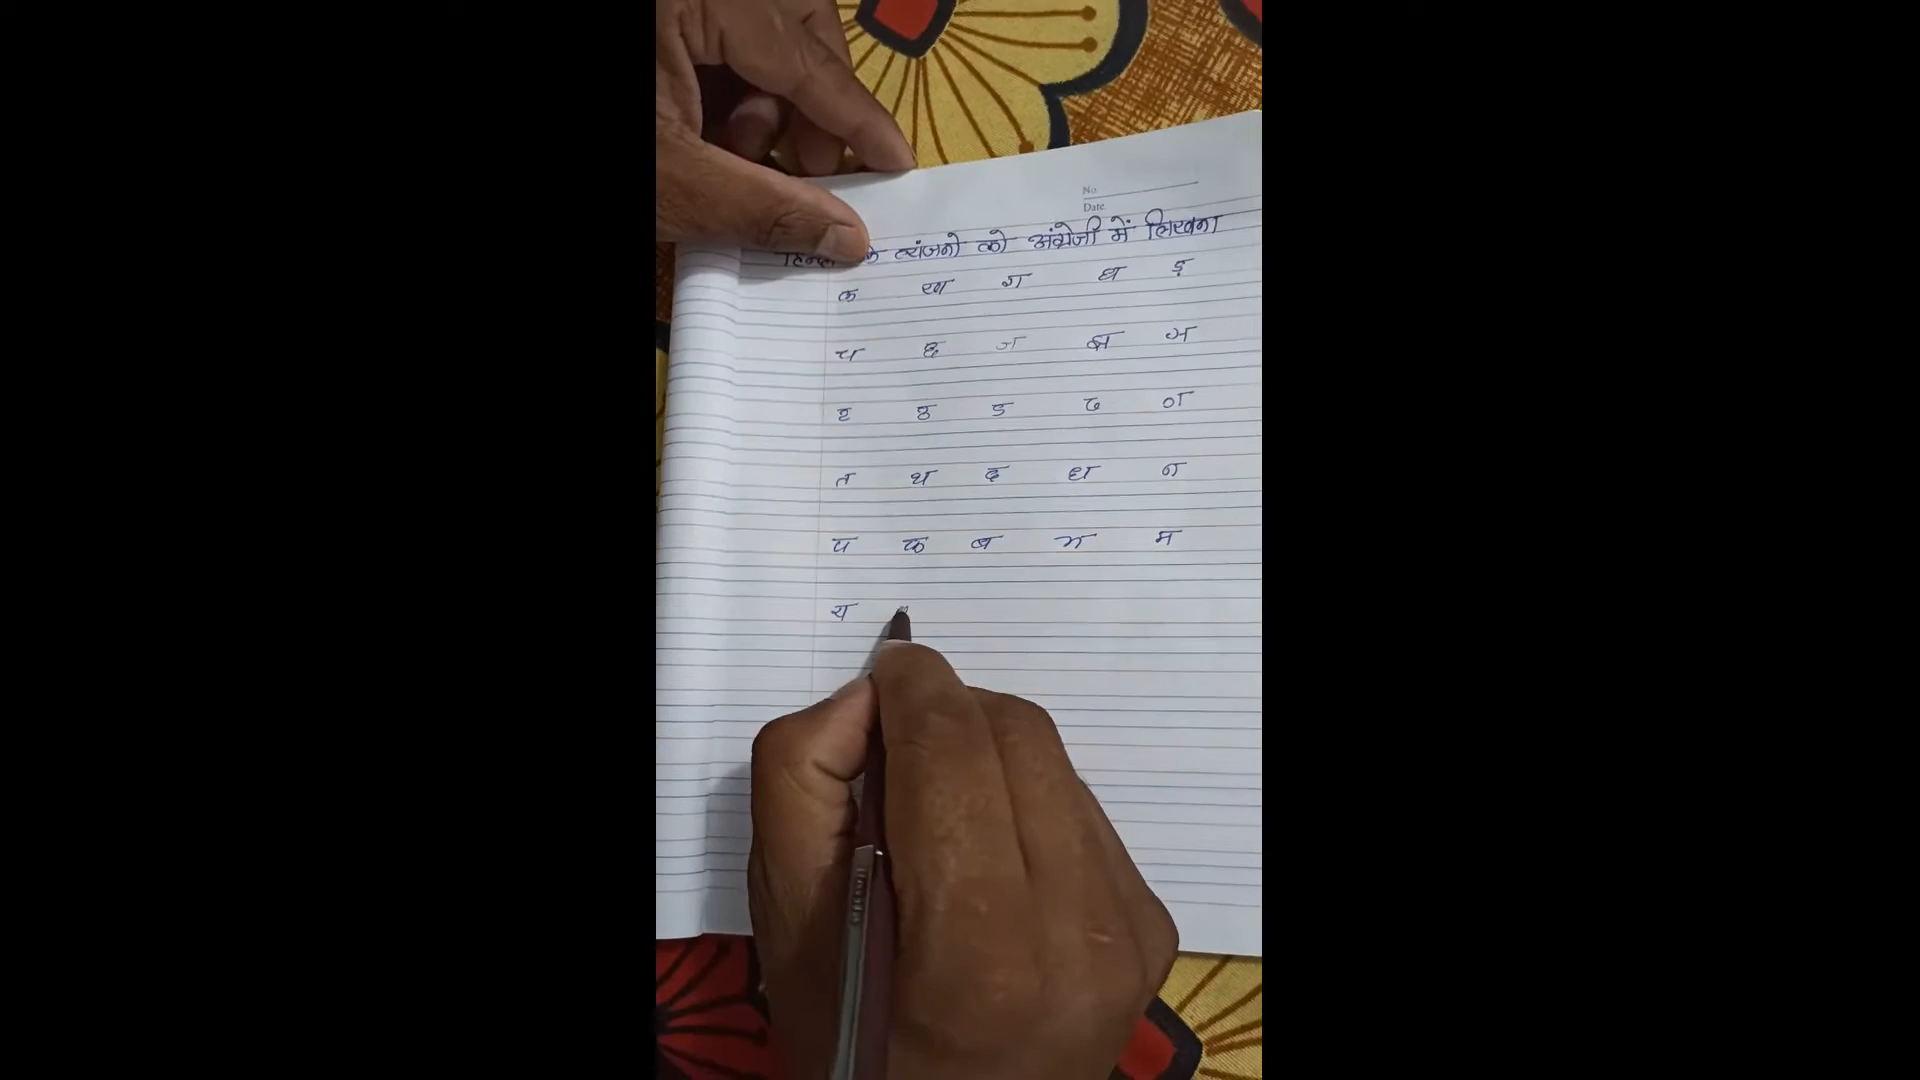 No.
Date
हिन्दी के व्यंजनो को अंग्रेजी में लिखना
क ख ग घ ङ
च छ ज झ ञ
ट ठ ड ढ ण
त थ द ध न
प फ ब भ म
य